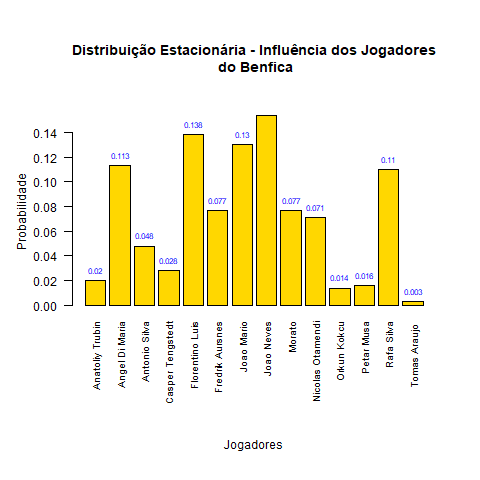 Distribuição Estacionária - Influência dos Jogadores
do Benfica
Probabilidade
0.14
0.12
0.10
0.08
0.06
0.04
0.02
0.00
0.02
0.113
0.048
0.028
0.138
0.077
0.13
0.077
0.071
0.014
0.016
0.11
0.003
Anatoliy Trubin
Angel Di Maria
Antonio Silva
Casper Tengstedt
Florentino Luis
Fredrik Aursnes
Joao Mario
Joao Neves
Morato
Nicolas Otamendi
Orkun Kokcu
Petar Musa
Rafa Silva
Tomas Araujo
Jogadores